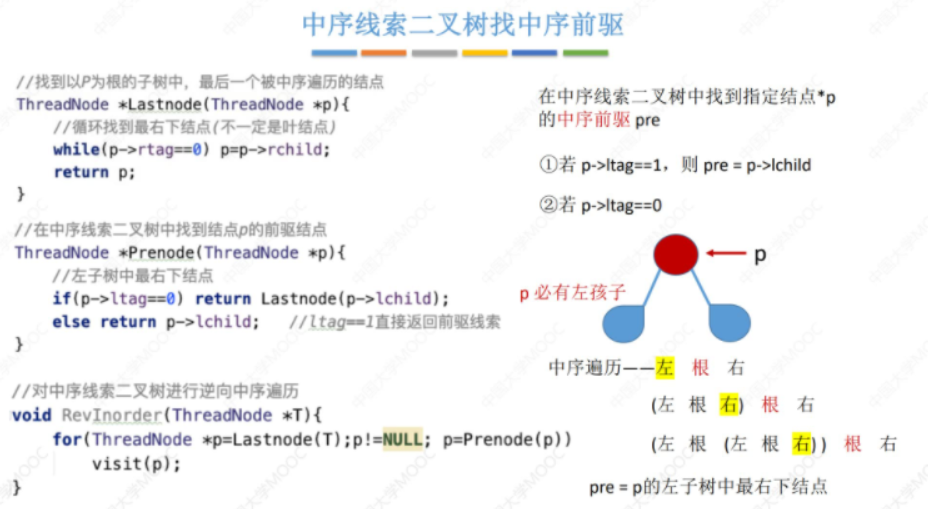 中序线索二叉树找中序前驱
//找到以P为根的子树中，最后一个被中序遍历的结点
ThreadNode *Lastnode(ThreadNode *p){
//循环找到最右下结点(不一定是叶结点)
while(p->rtag==0) p=p->rchild;
return p;
}
//在中序线索二叉树中找到结点p的前驱结点
ThreadNode *Prenode(ThreadNode *p){
//左子树中最右下结点
if(p->ltag==0) return Lastnode(p->lchild);
else return p->lchild; //ltag==1直接返回前驱线索
}
//对中序线索二叉树进行逆向中序遍历
void RevInorder(ThreadNode *T){
for(ThreadNode *p=Lastnode(T);p!=NULL; p=Prenode(p))
visit(p);
}
在中序线索二叉树中找到指定结点*p
的中序前驱 pre
①若 p->ltag==1，则 pre = p->lchild
②若 p->ltag==0
p
p 必有左孩子
中序遍历——左 根 右
(左 根 右) 根 右
(左 根 (左 根 右)) 根 右
pre = p的左子树中最右下结点